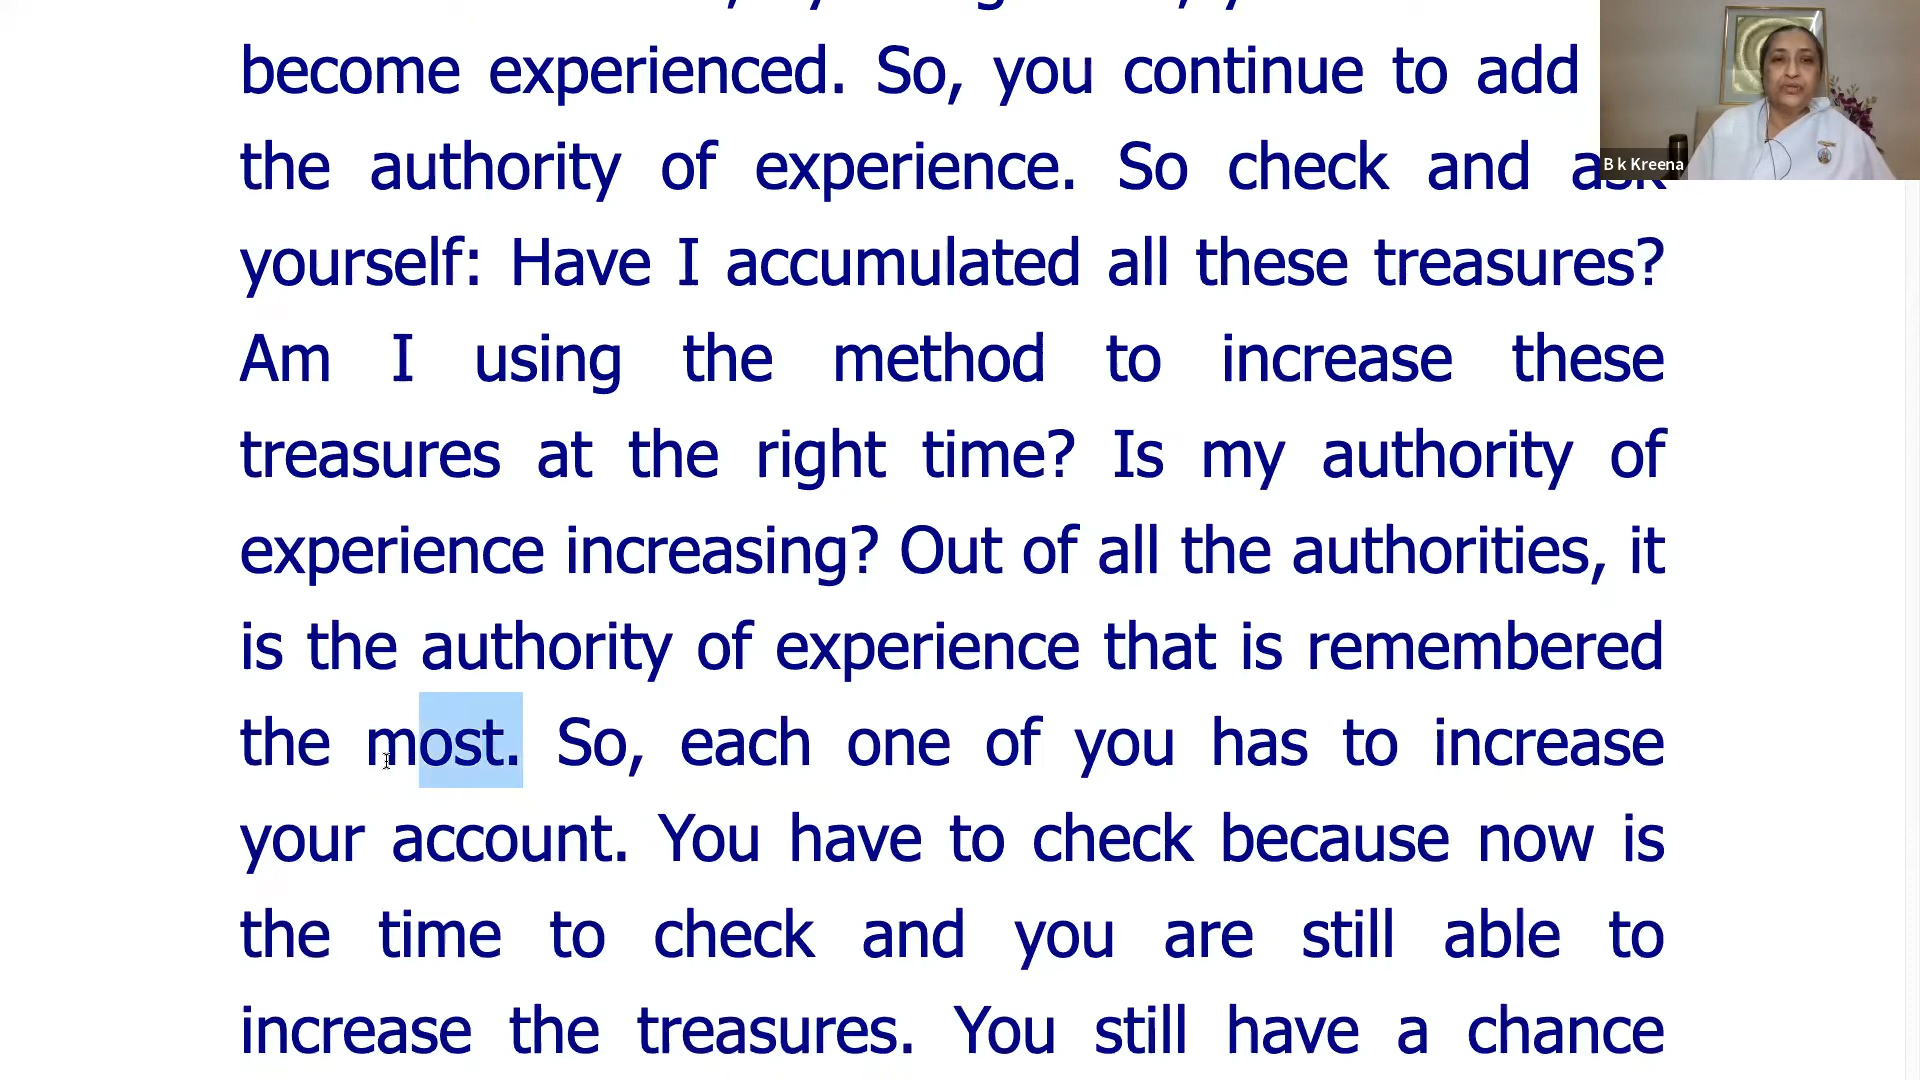 become experienced. So, you continue to add
the authority of experience. So check and ask
yourself: Have I accumulated all these treasures?
Am I using the method to increase these
treasures at the right time? Is my authority of
experience increasing? Out of all the authorities, it
is the authority of experience that is remembered
the most. So, each one of you has to increase
your account. You have to check because now is
the time to check and you are still able to
increase the treasures. You still have a chance
B k Kreena